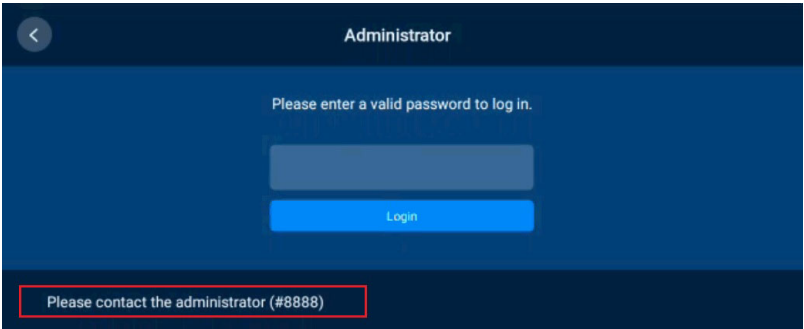 Administrator
Please enter a valid password to log in.
Login
Please contact the administrator (#8888)